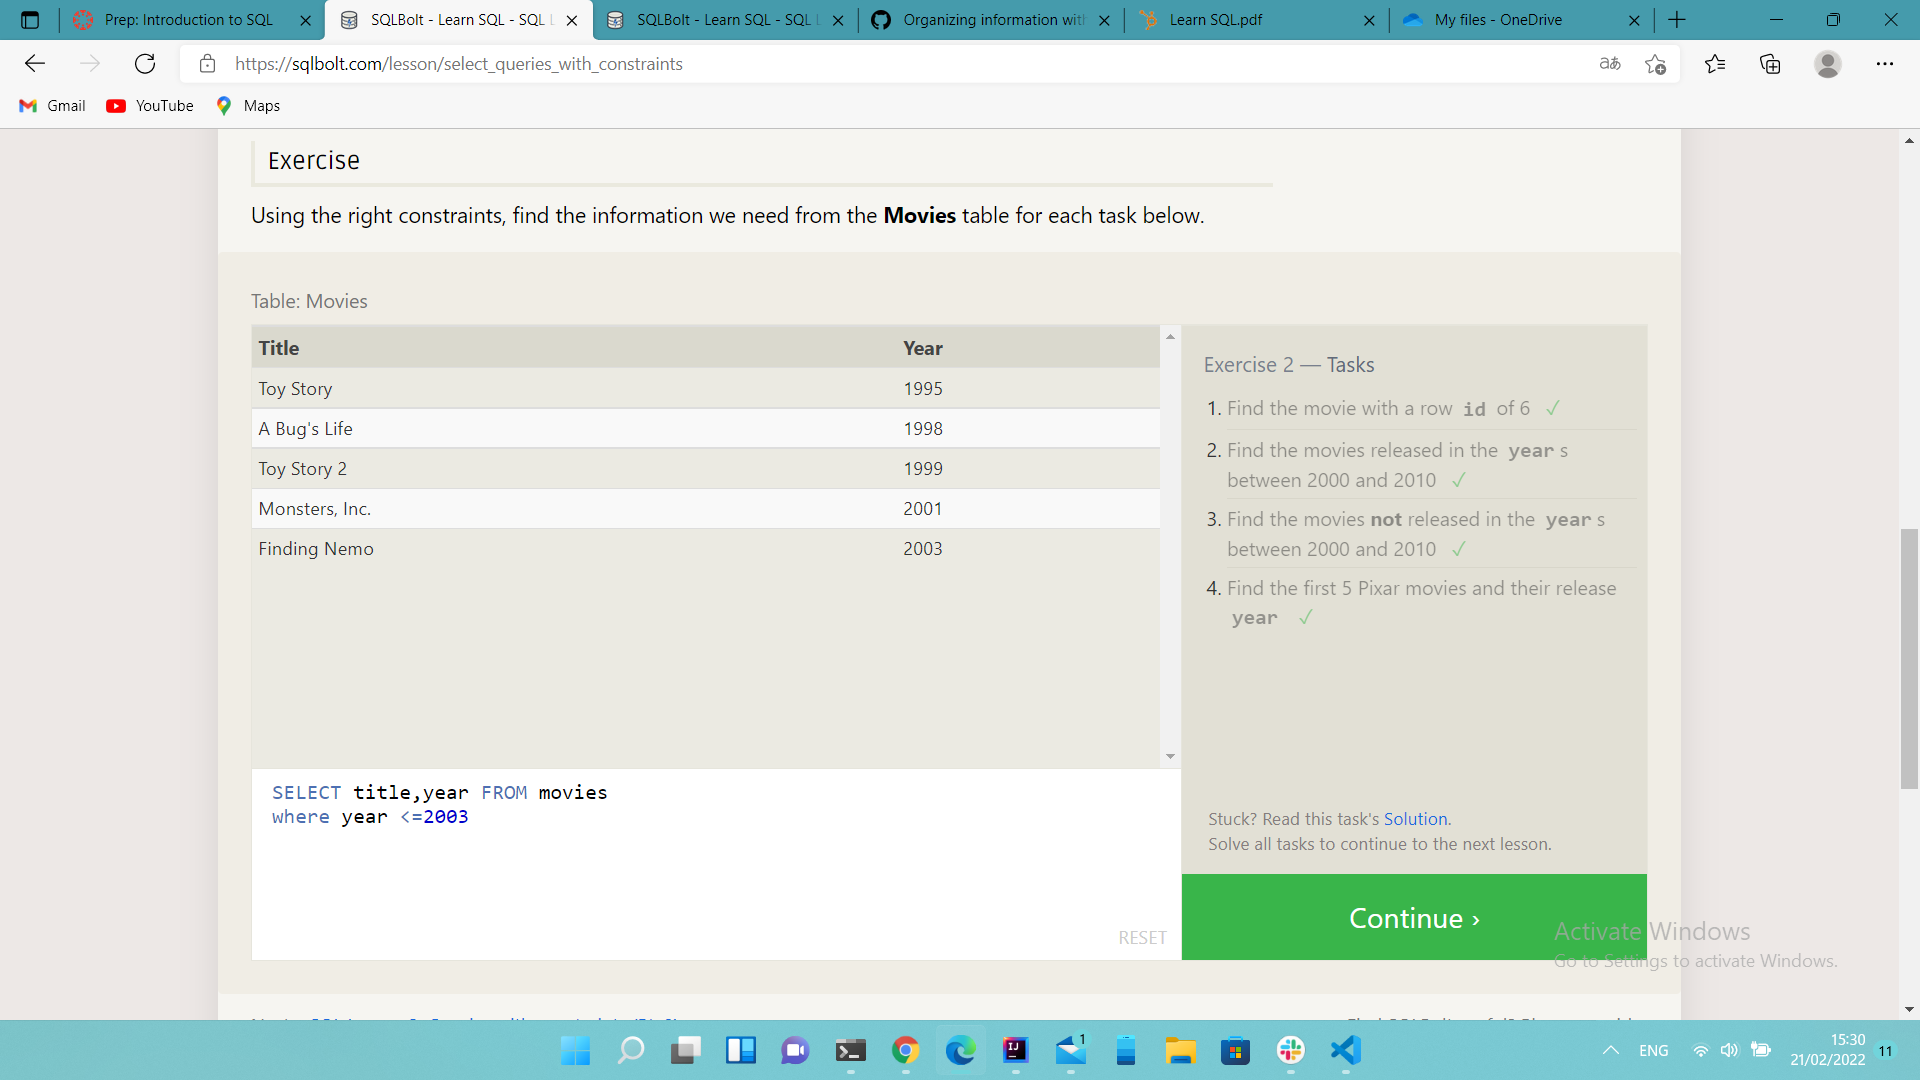 Prep: Introduction to SQL
SQLBolt - Learn SQL - SQL L
SQLBolt - Learn SQL - SQL L
Organizing information with
Learn SQL.pdf
My files - OneDrive
https://sqlbolt.com/lesson/select_queries_with_constraints
aあ
Gmail
YouTube
Maps
Exercise
Using the right constraints, find the information we need from the Movies table for each task below.
Table: Movies
Title Year
Toy Story 1995
A Bug's Life 1998
Toy Story 2 1999
Monsters, Inc. 2001
Finding Nemo 2003
SELECT title,year FROM movies
where year <=2003
RESET
Exercise 2 — Tasks
1. Find the movie with a row id of 6 ✓
2. Find the movies released in the year s
between 2000 and 2010 ✓
3. Find the movies not released in the year s
between 2000 and 2010 ✓
4. Find the first 5 Pixar movies and their release
year ✓
Stuck? Read this task's Solution.
Solve all tasks to continue to the next lesson.
Continue ›
Activate Windows
Go to Settings to activate Windows.
IJ
1
ENG
15:30
21/02/2022
11